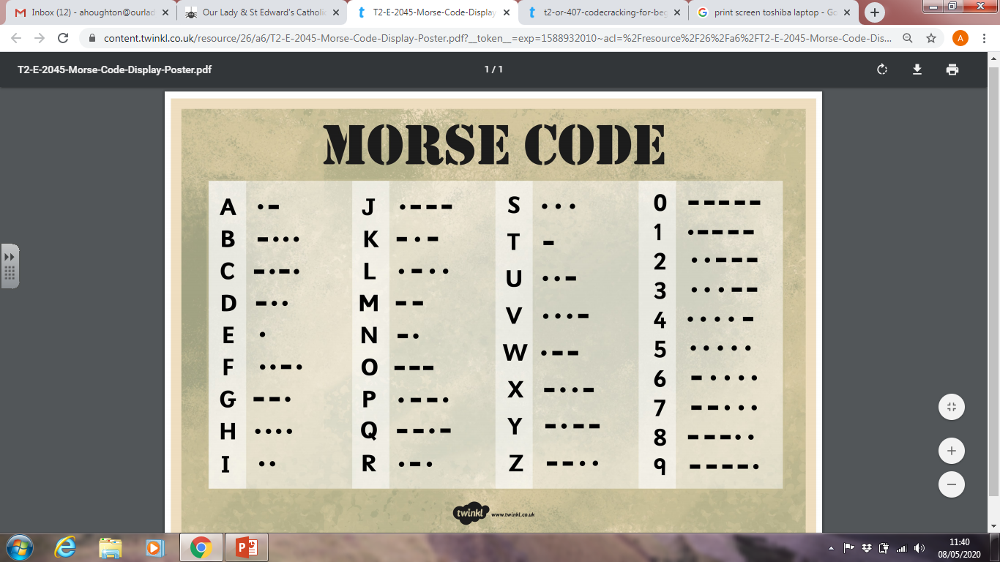 Inbox (12) - ahoughton@ourlad
Our Lady & St Edward's Catholic
T2-E-2045-Morse-Code-Display
t2-or-407-codecracking-for-beg
print screen toshiba laptop - Go
content.twinkl.co.uk/resource/26/a6/T2-E-2045-Morse-Code-Display-Poster.pdf?__token__=exp=1588932010~acl=%2Fresource%2F26%2Fa6%2FT2-E-2045-Morse-Code-Dis...
A
T2-E-2045-Morse-Code-Display-Poster.pdf
1 / 1
MORSE CODE
A •-
B -•••
C -•-•
D -••
E •
F ••-•
G --•
H ••••
I ••
J •---
K -•-
L •-••
M --
N -•
O ---
P •--•
Q --•-
R •-•
S •••
T -
U ••-
V •••-
W •--
X -••-
Y -•--
Z --••
0 -----
1 •----
2 ••---
3 •••--
4 ••••-
5 •••••
6 -••••
7 --•••
8 ---••
9 ----•
twinkl www.twinkl.co.uk
11:40
08/05/2020